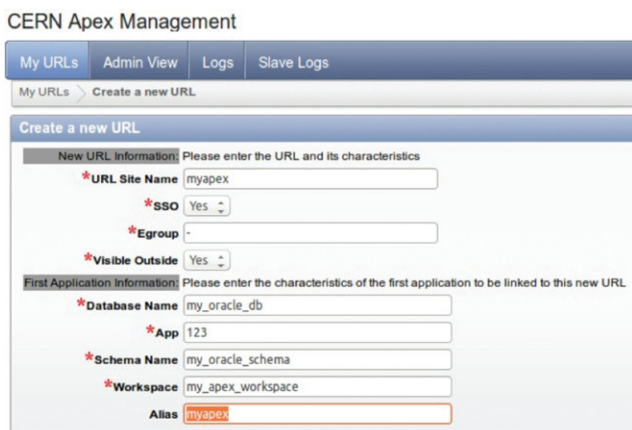 CERN Apex Management
My URLs Admin View Logs Slave Logs
My URLs Create a new URL
Create a new URL
New URL Information: Please enter the URL and its characteristics
*URL Site Name myapex
*SSO Yes
*Egroup -
*Visible Outside Yes
First Application Information: Please enter the characteristics of the first application to be linked to this new URL
*Database Name my_oracle_db
*App 123
*Schema Name my_oracle_schema
*Workspace my_apex_workspace
Alias myapex